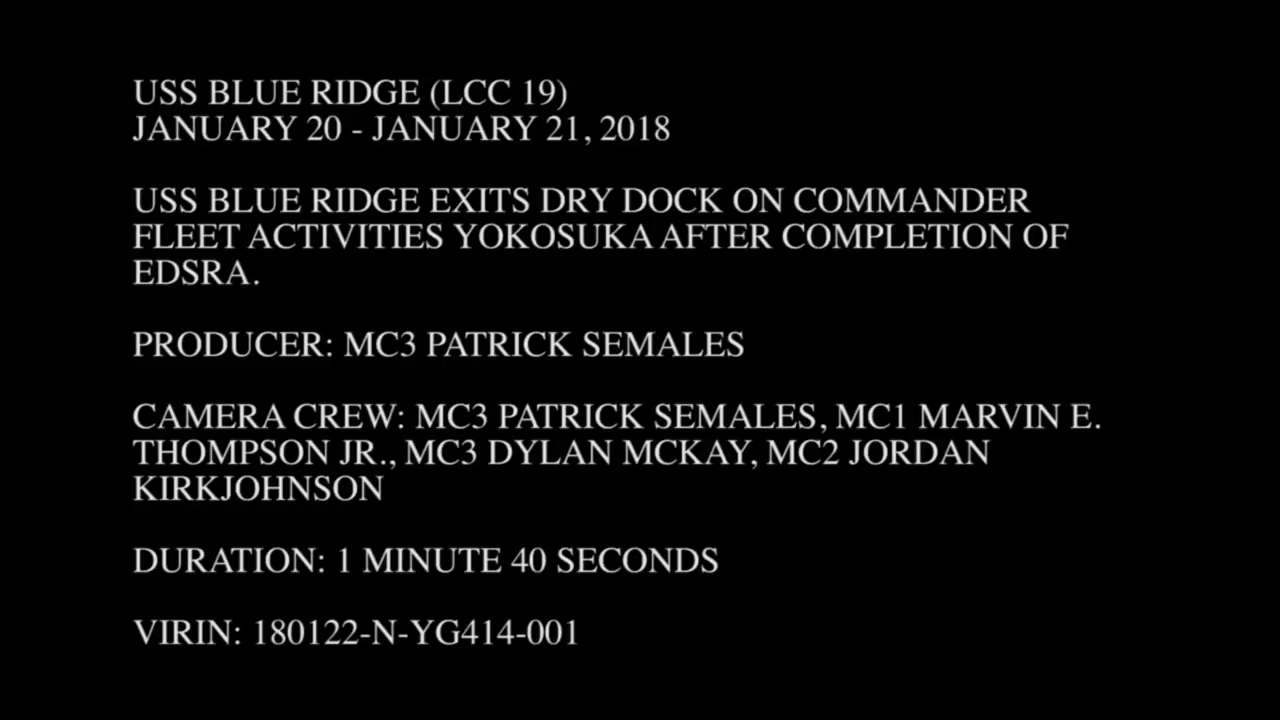 USS BLUE RIDGE (LCC 19)
JANUARY 20 - JANUARY 21, 2018
USS BLUE RIDGE EXITS DRY DOCK ON COMMANDER
FLEET ACTIVITIES YOKOSUKA AFTER COMPLETION OF
EDSRA.
PRODUCER: MC3 PATRICK SEMALES
CAMERA CREW: MC3 PATRICK SEMALES, MC1 MARVIN E.
THOMPSON JR., MC3 DYLAN MCKAY, MC2 JORDAN
KIRKJOHNSON
DURATION: 1 MINUTE 40 SECONDS
VIRIN: 180122-N-YG414-001